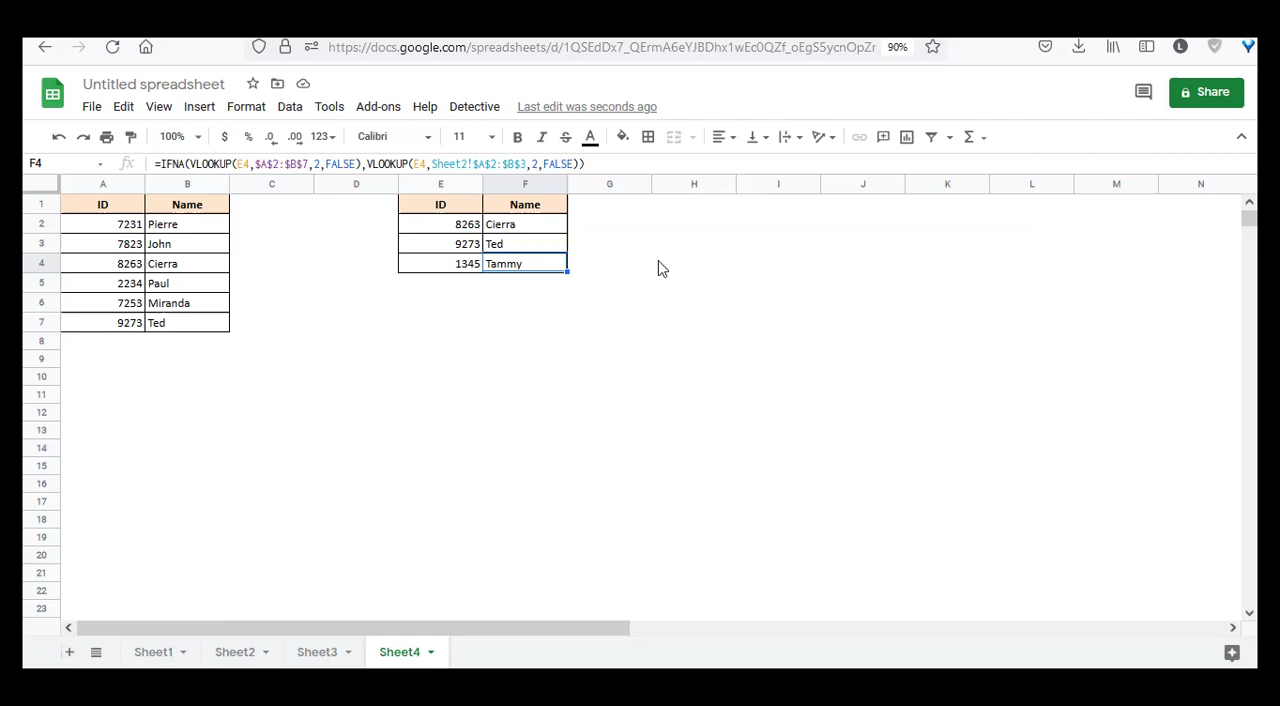 https://docs.google.com/spreadsheets/d/1QSEdDx7_QErmA6eYJBDhx1wEc0QZf_oEgS5ycnOpZr 90% L
Untitled spreadsheet
File Edit View Insert Format Data Tools Add-ons Help Detective Last edit was seconds ago
Share
100% $ % .0 .00 123 Calibri 11 B I S A Σ
F4 fx =IFNA(VLOOKUP(E4,$A$2:$B$7,2,FALSE),VLOOKUP(E4,Sheet2!$A$2:$B$3,2,FALSE))
A B C D E F G H I J K L M N
1 ID Name ID Name
2 7231 Pierre 8263 Cierra
3 7823 John 9273 Ted
4 8263 Cierra 1345 Tammy
5 2234 Paul
6 7253 Miranda
7 9273 Ted
8
9
10
11
12
13
14
15
16
17
18
19
20
21
22
23
+ Sheet1 Sheet2 Sheet3 Sheet4